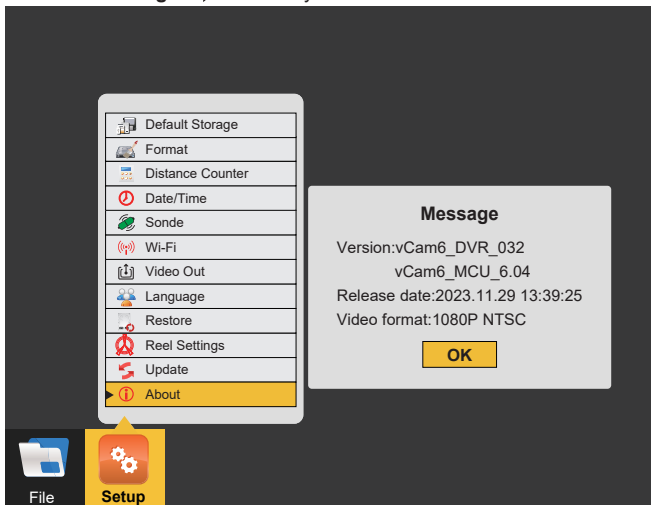 Default Storage
Format
Distance Counter
Date/Time
Sonde
Wi-Fi
Video Out
Language
Restore
Reel Settings
Update
About
Message
Version:vCam6_DVR_032
vCam6_MCU_6.04
Release date:2023.11.29 13:39:25
Video format:1080P NTSC
OK
File
Setup